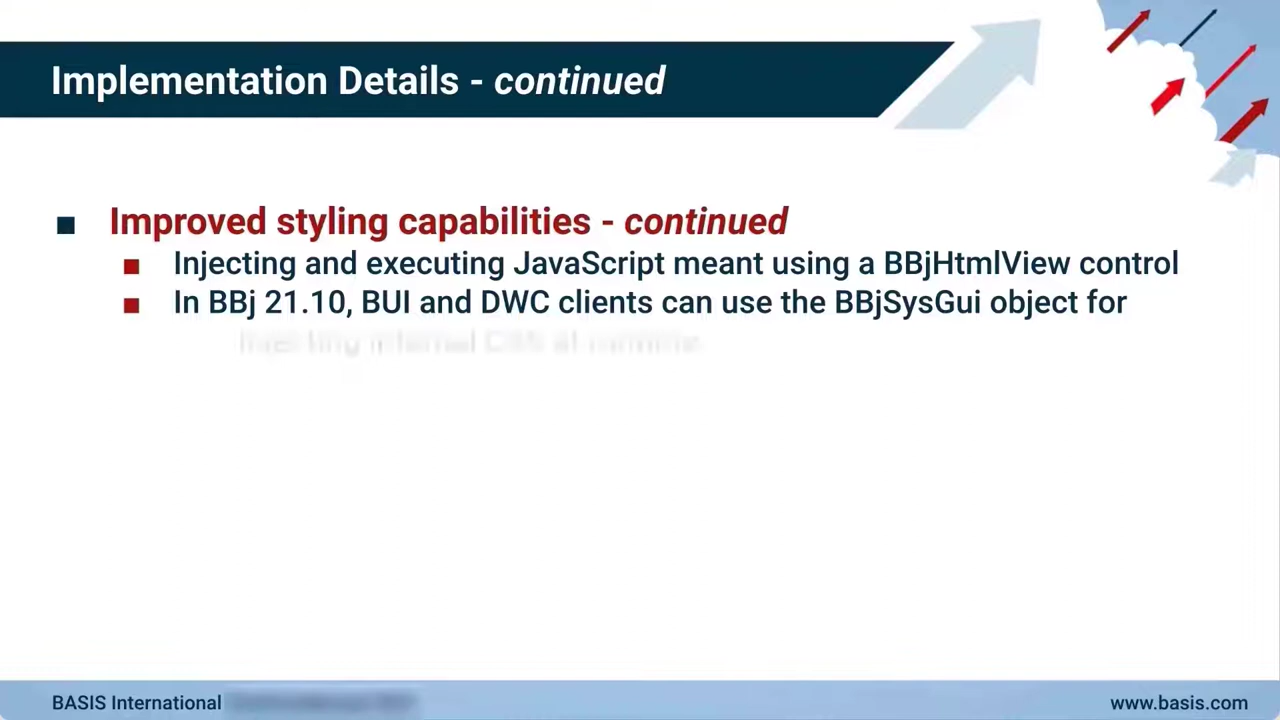 Implementation Details - continued
Improved styling capabilities - continued
Injecting and executing JavaScript meant using a BBjHtmlView control
In BBj 21.10, BUI and DWC clients can use the BBjSysGui object for
BASIS International
www.basis.com